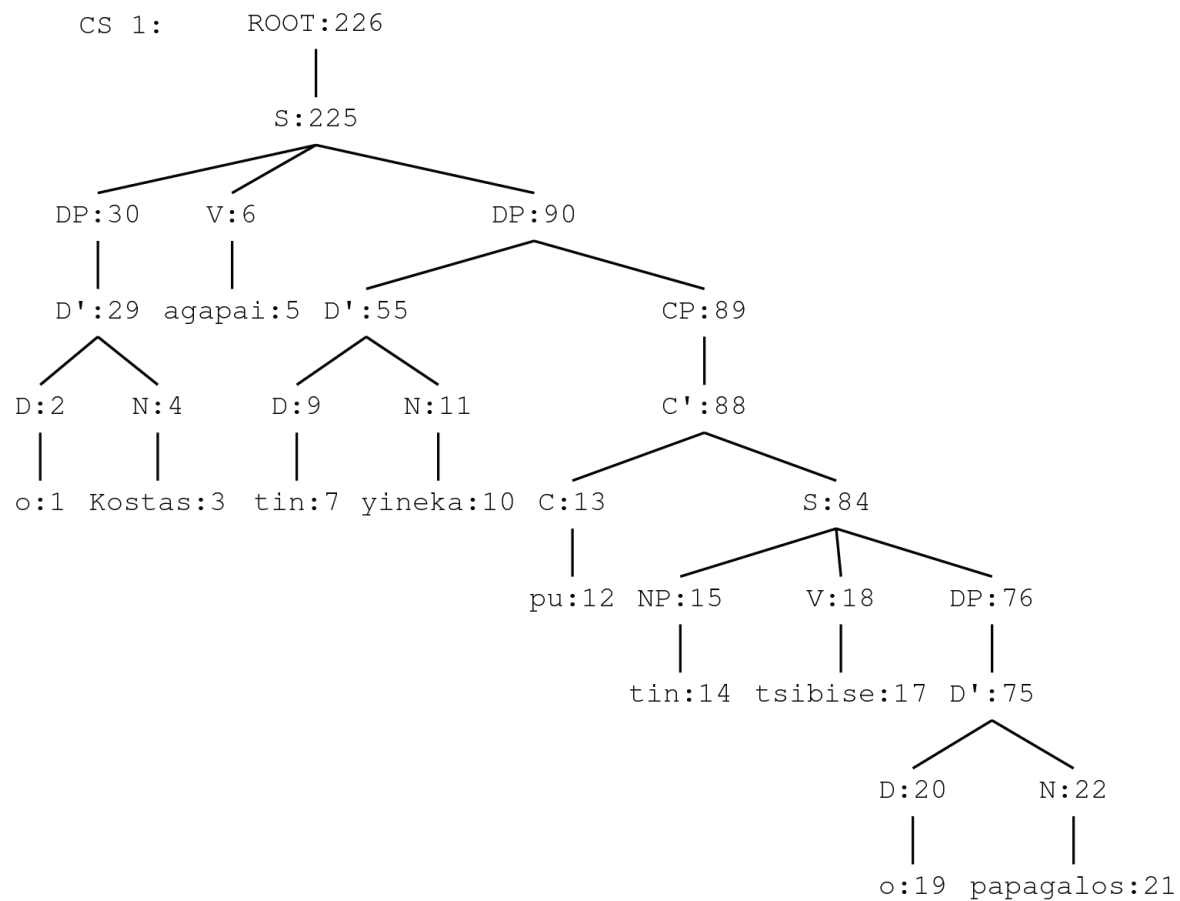 CS 1: ROOT:226
S:225
DP:30 V:6 DP:90
D':29 agapai:5 D':55 CP:89
D:2 N:4 D:9 N:11 C':88
o:1 Kostas:3 tin:7 yineka:10 C:13 S:84
pu:12 NP:15 V:18 DP:76
tin:14 tsibise:17 D':75
D:20 N:22
o:19 papagalos:21